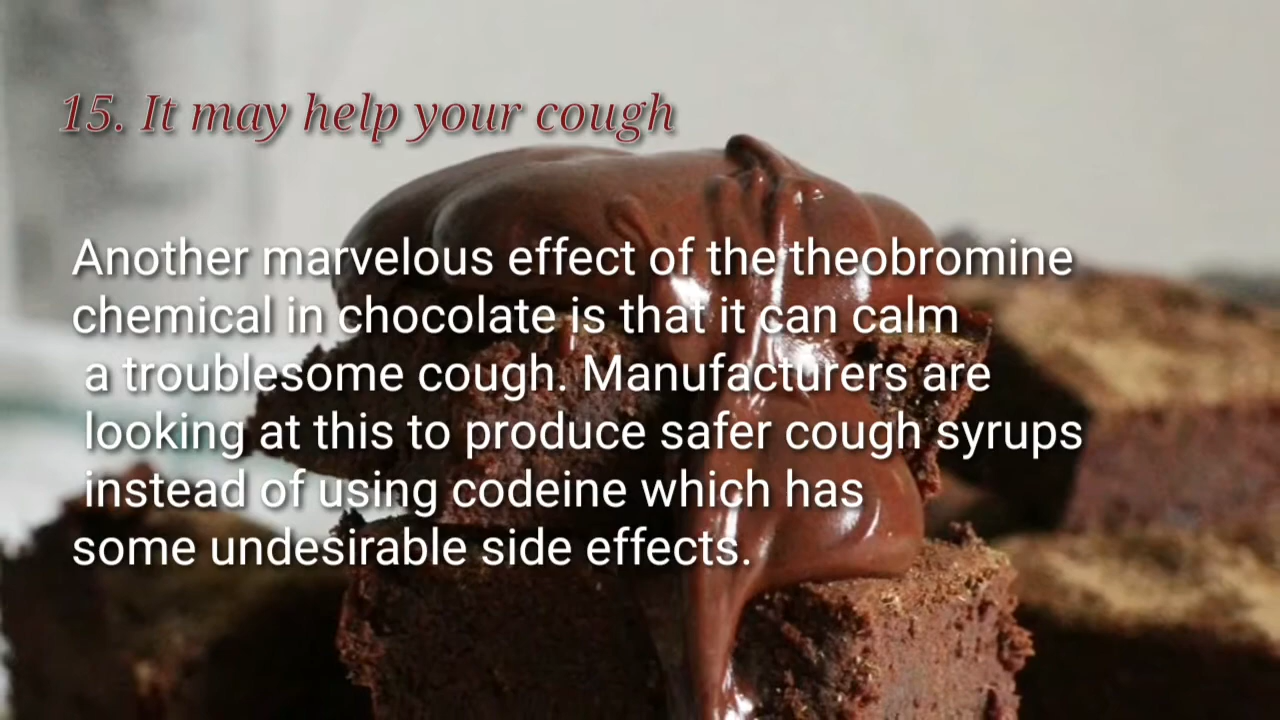 15. It may help your cough
Another marvelous effect of the theobromine
chemical in chocolate is that it can calm
a troublesome cough. Manufacturers are
looking at this to produce safer cough syrups
instead of using codeine which has
some undesirable side effects.